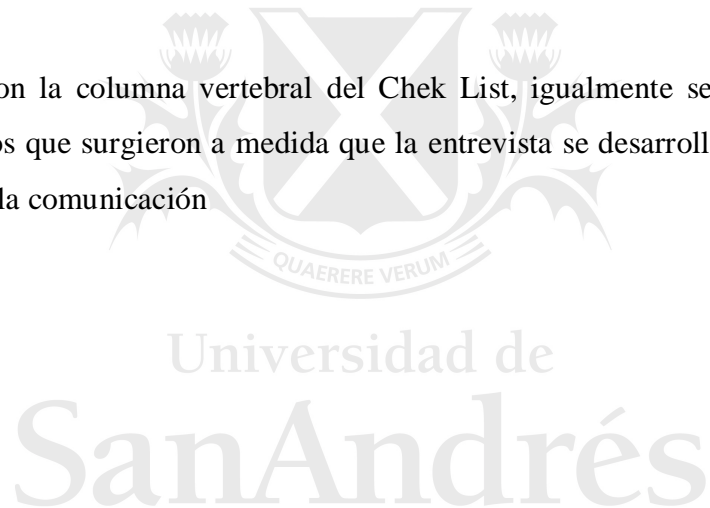 on la columna vertebral del Chek List, igualmente se
os que surgieron a medida que la entrevista se desarroll
la comunicación
QUAERERE VERUM
Universidad de
SanAndrés